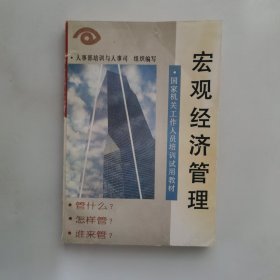 ·人事部培训与人事司 组织编写
宏观经济管理
·国家机关工作人员培训试用教材
·管什么?
·怎样管?
·谁来管?